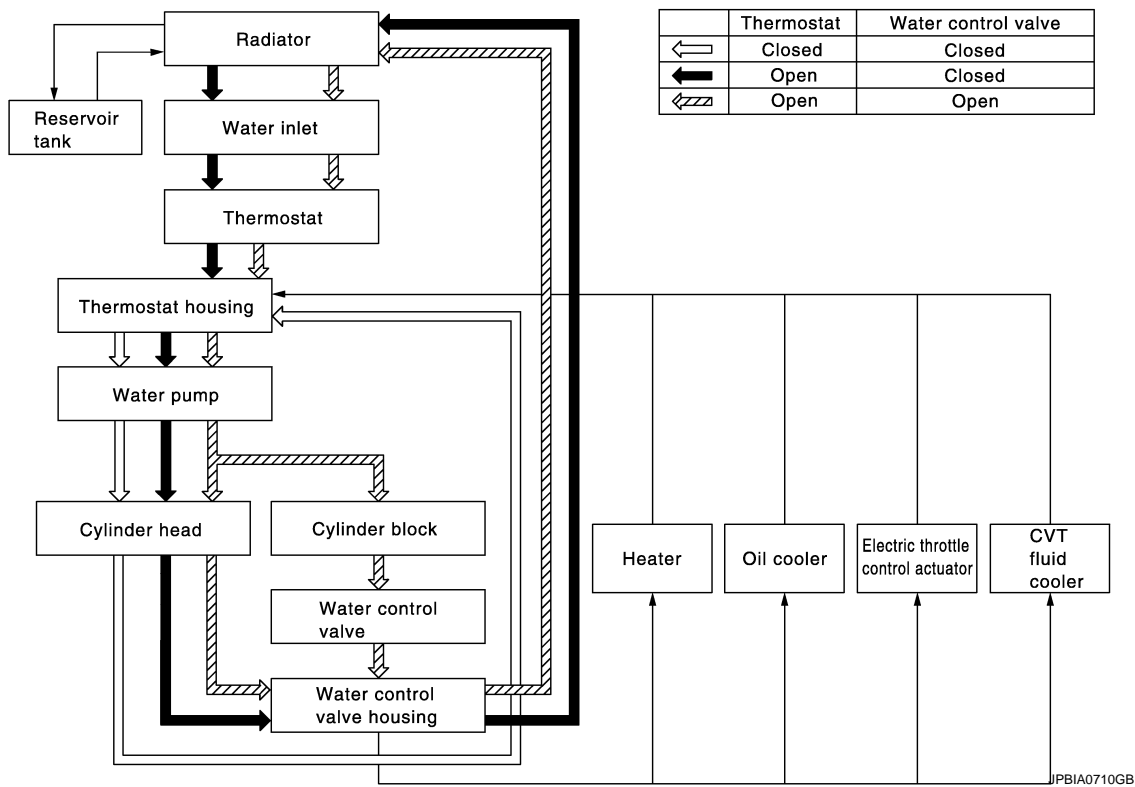 Thermostat Water control valve
Closed Closed
Open Closed
Open Open
Radiator
Reservoir
tank
Water inlet
Thermostat
Thermostat housing
Water pump
Cylinder head
Cylinder block
Water control
valve
Water control
valve housing
Heater
Oil cooler
Electric throttle
control actuator
CVT
fluid
cooler
JPBIA0710GB